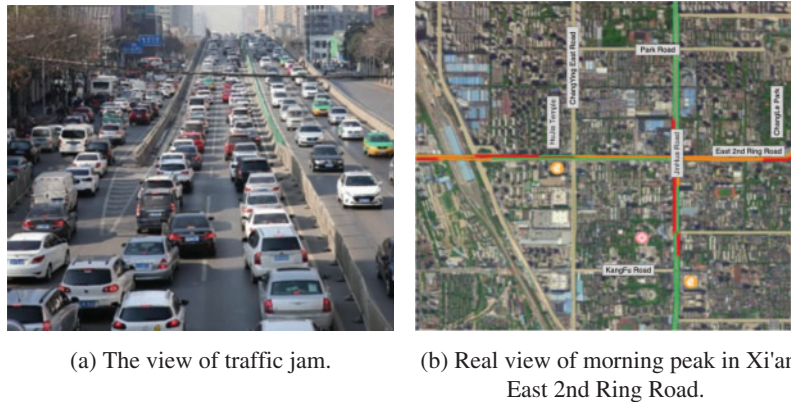 Park Road
ChangYing East Road
Huule Temple
ChangLe Park
JinHua Road
East 2nd Ring Road
KangFu Road
(a) The view of traffic jam.
(b) Real view of morning peak in Xi'an
East 2nd Ring Road.